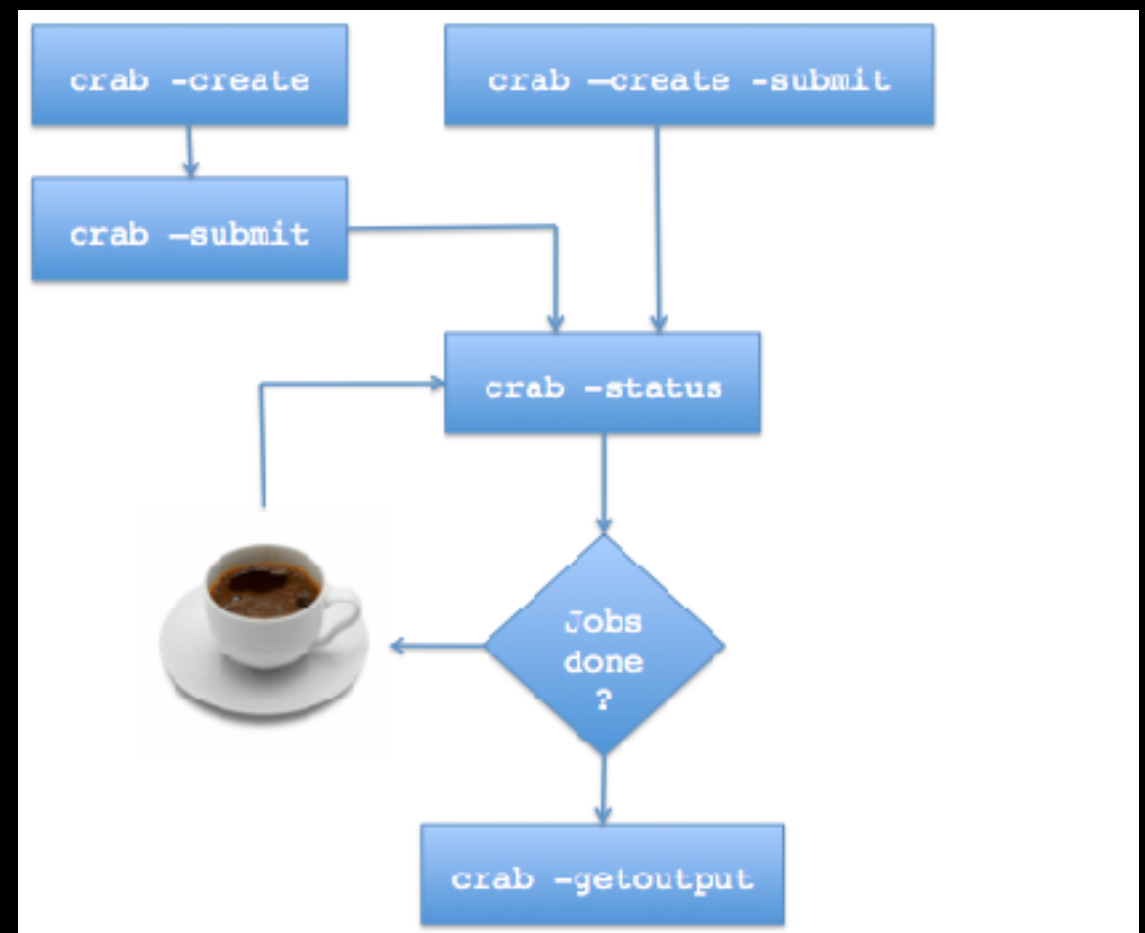 crab -create
crab –create -submit
crab –submit
crab -status
Jobs
done
?
crab -getoutput